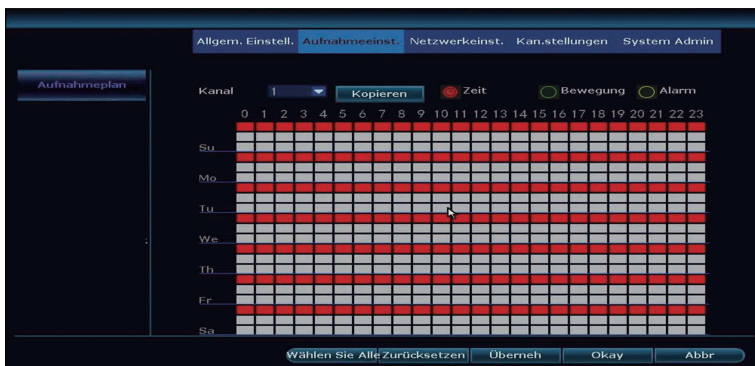 Allgem. Einstell. Aufnahmeeinst. Netzwerkeinst. Kan.stellungen System Admin
Aufnahmeplan
Kanal 1 Kopieren Zeit Bewegung Alarm
0 1 2 3 4 5 6 7 8 9 10 11 12 13 14 15 16 17 18 19 20 21 22 23
Su
Mo
Tu
We
Th
Fr
Sa
Wählen Sie Alle Zurücksetzen Überneh Okay Abbr